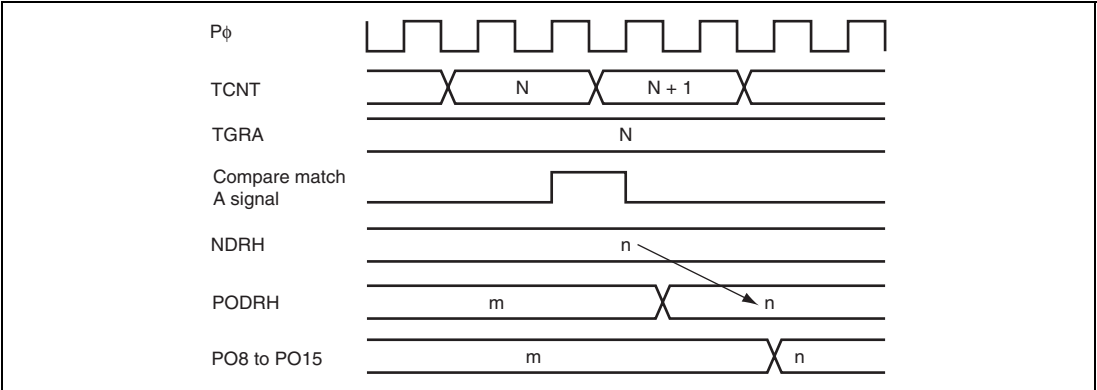 Pφ
TCNT N N + 1
TGRA N
Compare match
A signal
NDRH n
PODRH m n
PO8 to PO15 m n